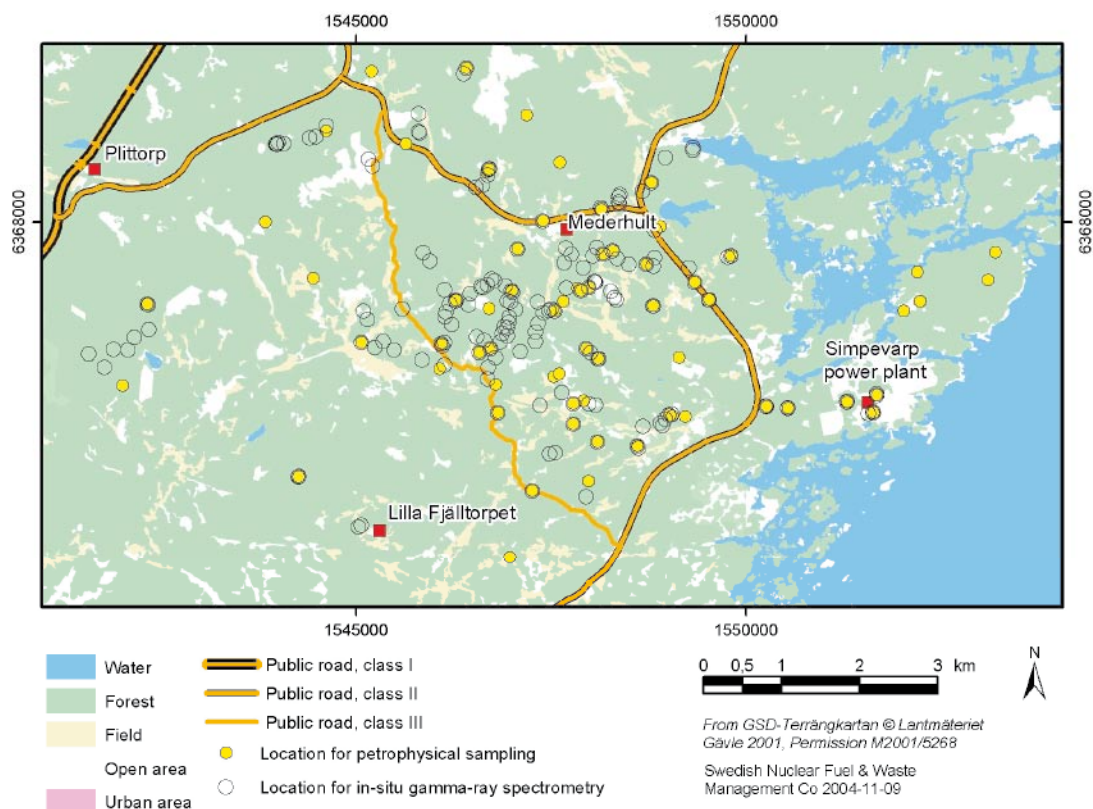 1545000
1550000
6368000
6368000
Plittorp
Mederhult
Simpevarp
power plant
Lilla Fjälltorpet
1545000
1550000
Water
Forest
Field
Open area
Urban area
Public road, class I
Public road, class II
Public road, class III
Location for petrophysical sampling
Location for in-situ gamma-ray spectrometry
0 0,5 1 2 3 km
N
From GSD-Terrängkartan © Lantmäteriet
Gävle 2001, Permission M2001/5268
Swedish Nuclear Fuel & Waste
Management Co 2004-11-09